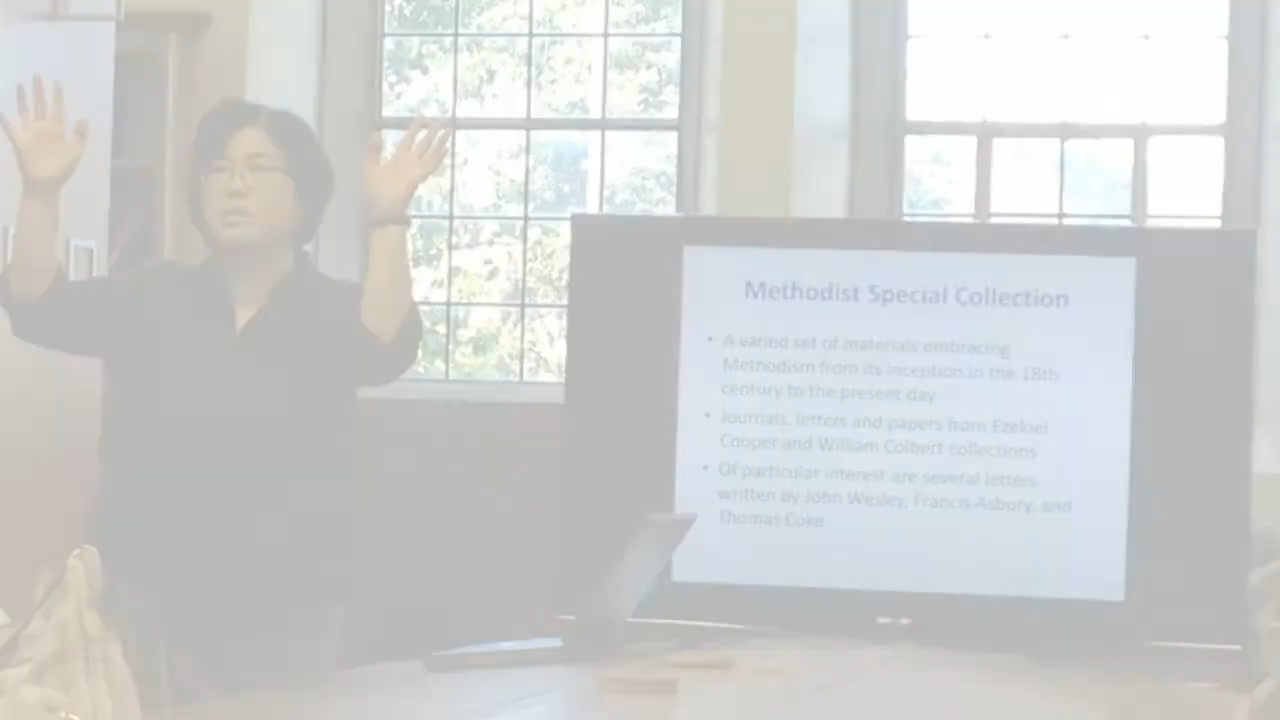 Methodist Special Collection
• A varied set of materials embracing
Methodism from its inception in the 18th
century to the present day
• Journals, letters and papers from Ezekiel
Cooper and William Colbert collections
• Of particular interest are several letters
written by John Wesley, Francis Asbury, and
Thomas Coke